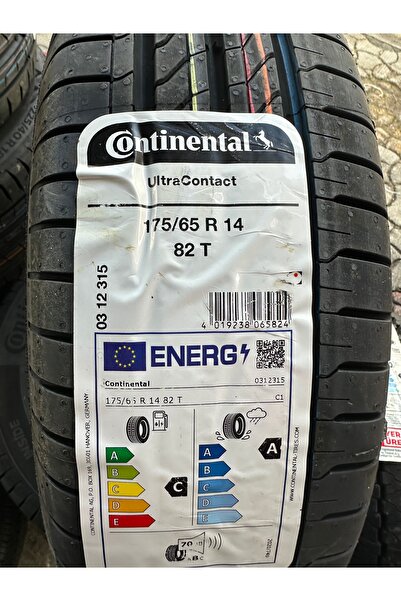 Continental
UltraContact
175/65 R 14
82 T
03 12 315
4 019238 065824
ENERG
Continental
0312315
175/65 R 14 82 T
C1
A
B
C
D
E
C
A
B
C
D
E
A
70
CONTINENTAL AG, P.O. BOX 169, 30001 HANOVER, GERMANY
WWW.CONTINENTAL-TIRES.COM